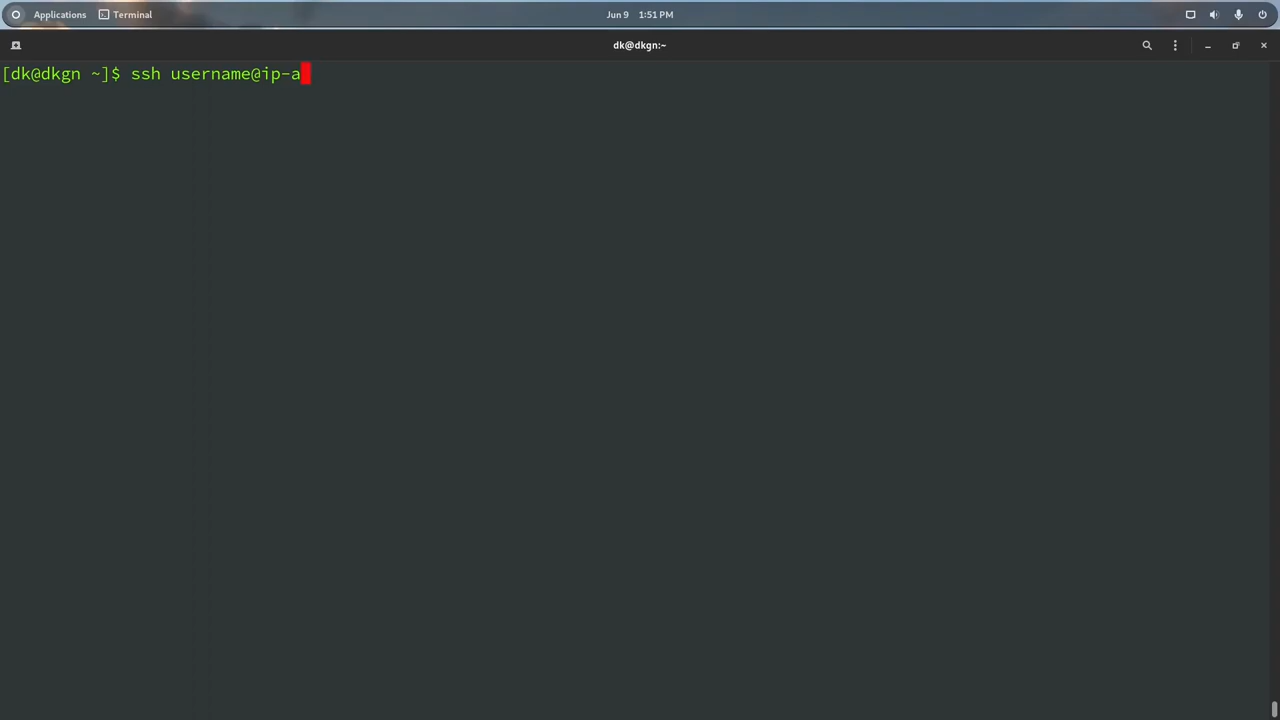 Applications Terminal Jun 9 1:51 PM
dk@dkgn:~
[dk@dkgn ~]$ ssh username@ip-a